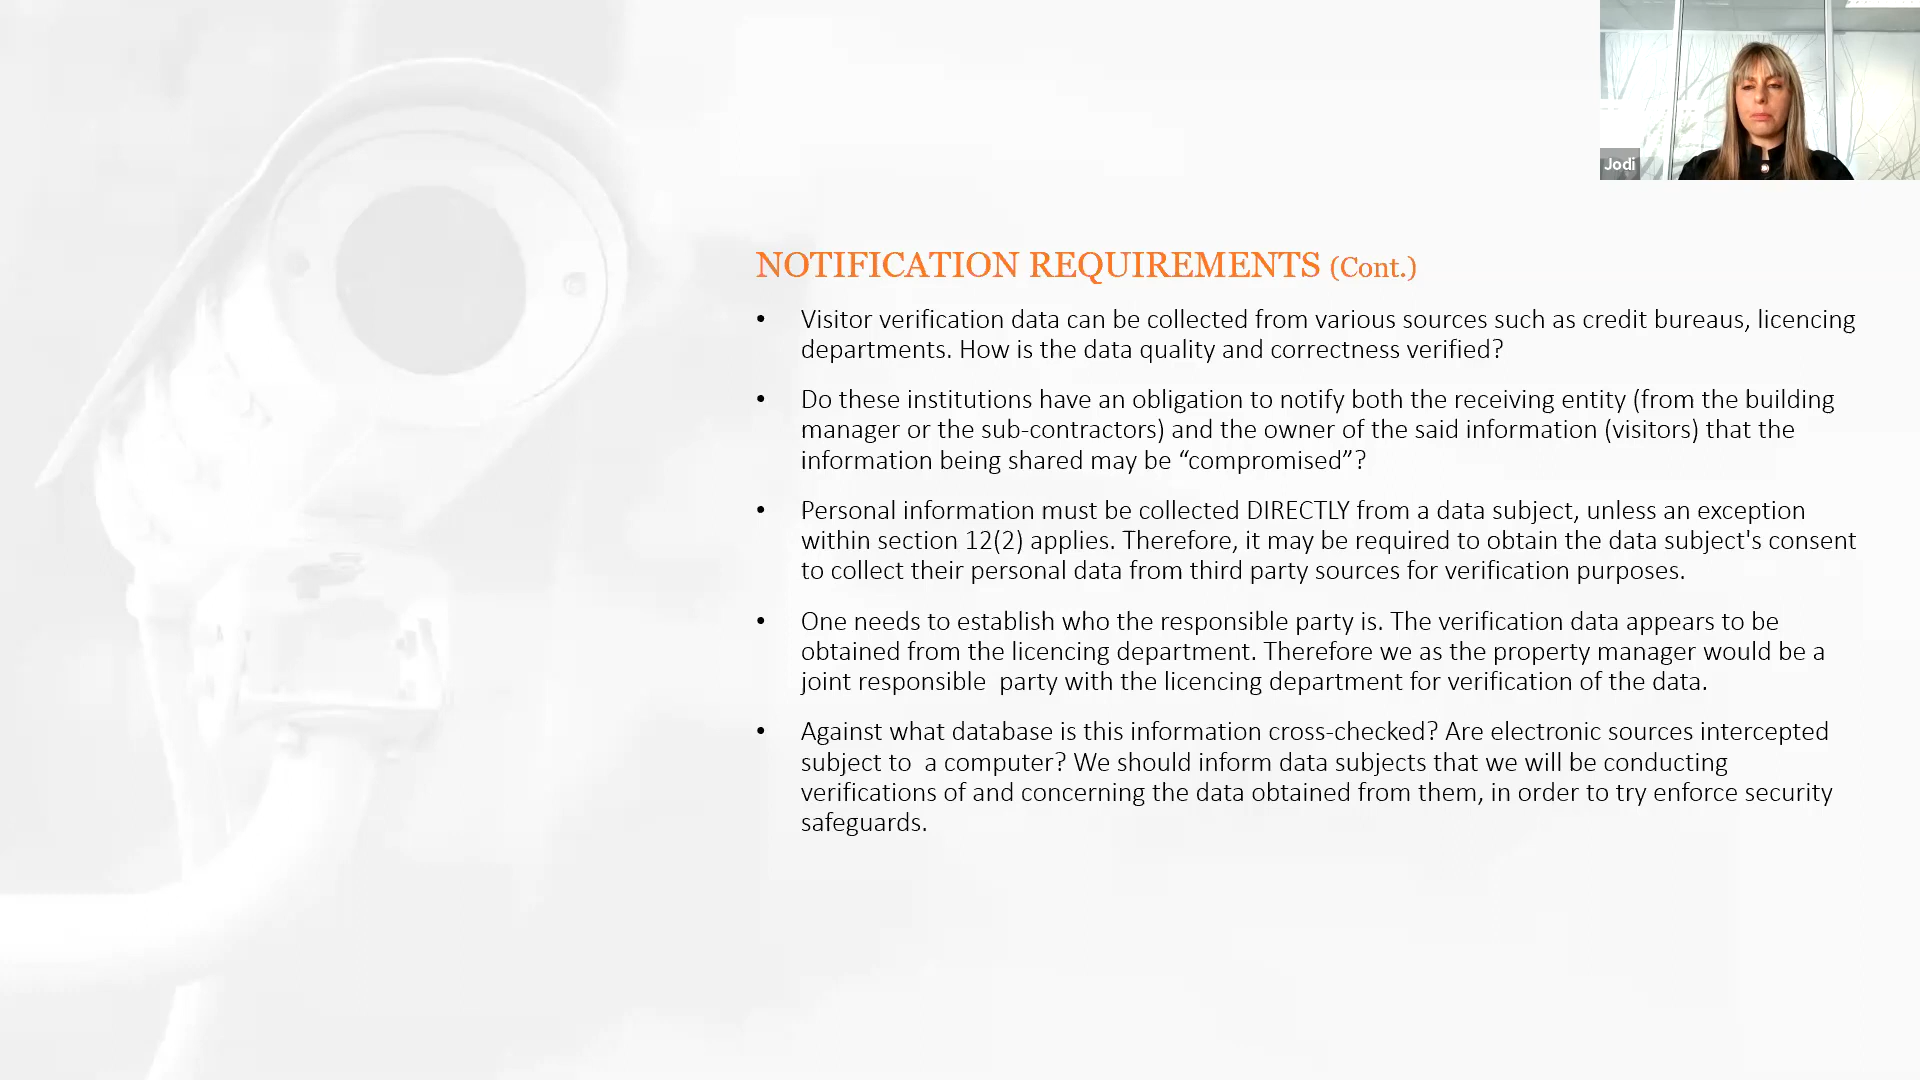 Jodi
NOTIFICATION REQUIREMENTS (Cont.)
• Visitor verification data can be collected from various sources such as credit bureaus, licencing
departments. How is the data quality and correctness verified?
• Do these institutions have an obligation to notify both the receiving entity (from the building
manager or the sub-contractors) and the owner of the said information (visitors) that the
information being shared may be “compromised”?
• Personal information must be collected DIRECTLY from a data subject, unless an exception
within section 12(2) applies. Therefore, it may be required to obtain the data subject's consent
to collect their personal data from third party sources for verification purposes.
• One needs to establish who the responsible party is. The verification data appears to be
obtained from the licencing department. Therefore we as the property manager would be a
joint responsible  party with the licencing department for verification of the data.
• Against what database is this information cross-checked? Are electronic sources intercepted
subject to  a computer? We should inform data subjects that we will be conducting
verifications of and concerning the data obtained from them, in order to try enforce security
safeguards.